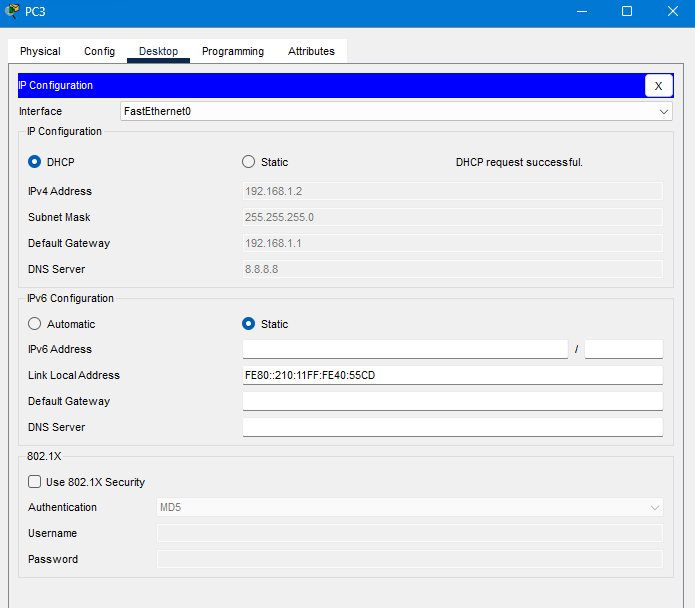 PC3
Physical Config Desktop Programming Attributes
IP Configuration X
Interface FastEthernet0
IP Configuration
DHCP Static DHCP request successful.
IPv4 Address 192.168.1.2
Subnet Mask 255.255.255.0
Default Gateway 192.168.1.1
DNS Server 8.8.8.8
IPv6 Configuration
Automatic Static
IPv6 Address /
Link Local Address FE80::210:11FF:FE40:55CD
Default Gateway
DNS Server
802.1X
Use 802.1X Security
Authentication MD5
Username
Password